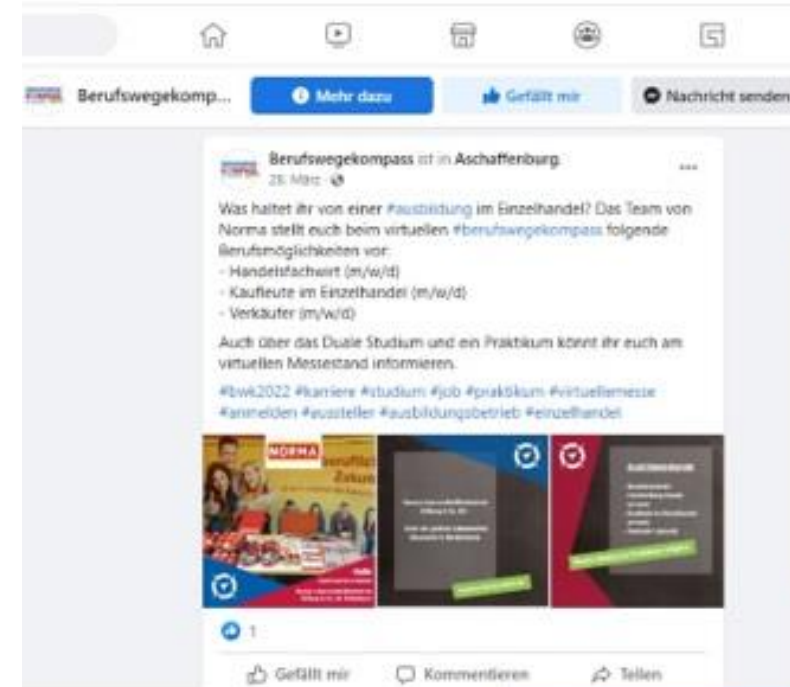 Berufswegekomp...
Mehr dazu
Gefällt mir
Nachricht senden
Berufswegekompass ist in Aschaffenburg.
28. März
Was haltet ihr von einer #ausbildung im Einzelhandel? Das Team von
Norma stellt euch beim virtuellen #berufswegekompass folgende
Berufsmöglichkeiten vor:
- Handelsfachwirt (m/w/d)
- Kaufleute im Einzelhandel (m/w/d)
- Verkäufer (m/w/d)
Auch über das Duale Studium und ein Praktikum könnt ihr euch am
virtuellen Messestand informieren.
#bwk2022 #karriere #studium #job #praktikum #virtuellemesse
#anmelden #aussteller #ausbildungsbetrieb #einzelhandel
NORMA
1
Gefällt mir
Kommentieren
Teilen